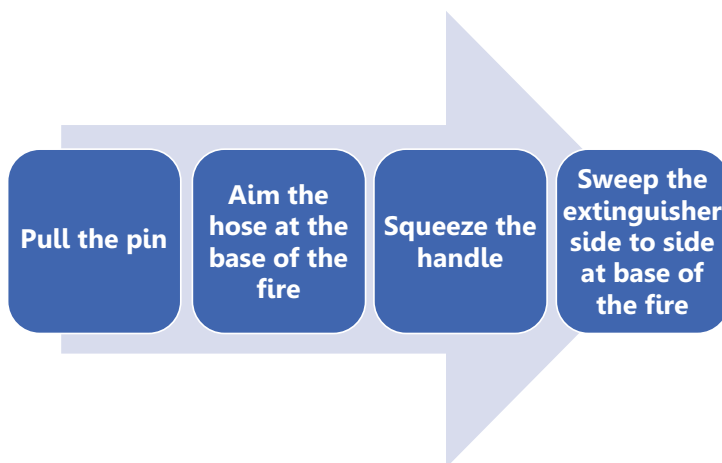 Pull the pin
Aim the
hose at the
base of the
fire
Squeeze the
handle
Sweep the
extinguisher
side to side
at base of
the fire